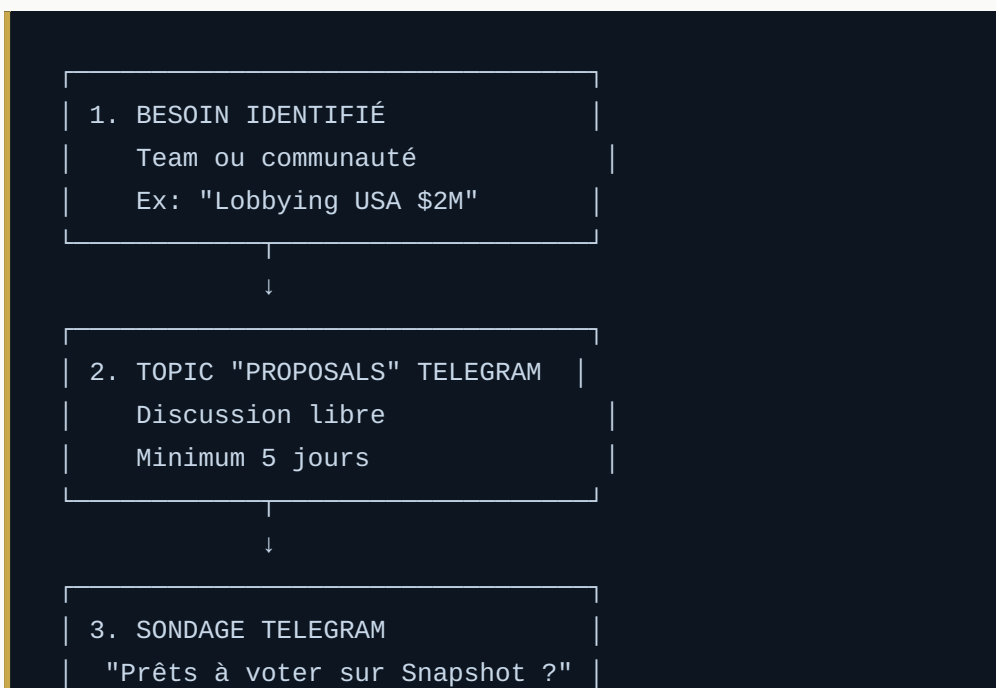 1. BESOIN IDENTIFIÉ
Team ou communauté
Ex: "Lobbying USA $2M"
↓
2. TOPIC "PROPOSALS" TELEGRAM
Discussion libre
Minimum 5 jours
↓
3. SONDAGE TELEGRAM
"Prêts à voter sur Snapshot ?"